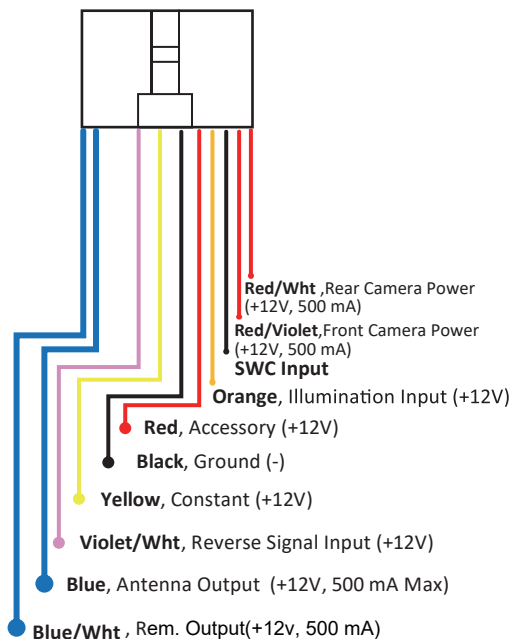 Red/Wht ,Rear Camera Power
(+12V, 500 mA)
Red/Violet,Front Camera Power
(+12V, 500 mA)
SWC Input
Orange, Illumination Input (+12V)
Red, Accessory (+12V)
Black, Ground (-)
Yellow, Constant (+12V)
Violet/Wht, Reverse Signal Input (+12V)
Blue, Antenna Output (+12V, 500 mA Max)
Blue/Wht , Rem. Output(+12v, 500 mA)